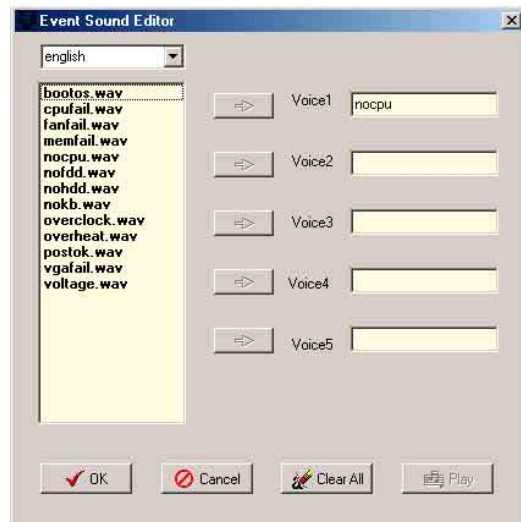 Event Sound Editor
english
bootos.wav
cpufail.wav
fanfail.wav
memfail.wav
nocpu.wav
nofdd.wav
nohdd.wav
nokb.wav
overclock.wav
overheat.wav
postok.wav
vgafail.wav
voltage.wav
Voice1 nocpu
Voice2
Voice3
Voice4
Voice5
OK Cancel Clear All Play